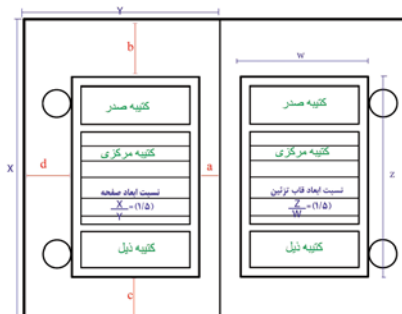 Y
b
w
کتیبه صدر
کتیبه صدر
X
کتیبه مرکزی
کتیبه مرکزی
d
a
z
نسبت ابعاد صفحه
X/Y=(۱/۵)
نسبت ابعاد قاب تزئین
Z/W=(۱/۵)
کتیبه ذیل
کتیبه ذیل
c